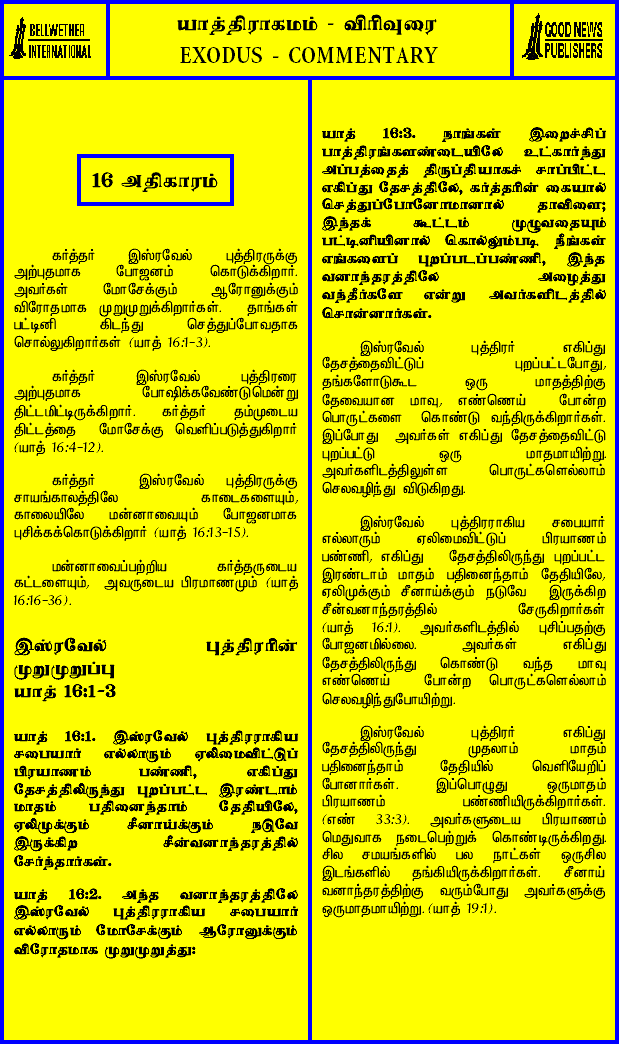 BELLWETHER
INTERNATIONAL
யாத்திராகமம் - விரிவுரை
EXODUS - COMMENTARY
GOOD NEWS
PUBLISHERS
16 அதிகாரம்
கர்த்தர் இஸ்ரவேல் புத்திரருக்கு
அற்புதமாக போஜனம் கொடுக்கிறார்.
அவர்கள் மோசேக்கும் ஆரோனுக்கும்
விரோதமாக முறுமுறுக்கிறார்கள். தாங்கள்
பட்டினி கிடந்து செத்துப்போவதாக
சொல்லுகிறார்கள் (யாத் 16:1-3).
கர்த்தர் இஸ்ரவேல் புத்திரரை
அற்புதமாக போஷிக்கவேண்டுமென்று
திட்டமிட்டிருக்கிறார். கர்த்தர் தம்முடைய
திட்டத்தை மோசேக்கு வெளிப்படுத்துகிறார்
(யாத் 16:4-12).
கர்த்தர் இஸ்ரவேல் புத்திரருக்கு
சாயங்காலத்திலே காடைகளையும்,
காலையிலே மன்னாவையும் போஜனமாக
புசிக்கக்கொடுக்கிறார் (யாத் 16:13-15).
மன்னாவைப்பற்றிய கர்த்தருடைய
கட்டளையும், அவருடைய பிரமாணமும் (யாத்
16:16-36).
இஸ்ரவேல் புத்திரரின்
முறுமுறுப்பு
யாத் 16:1-3
யாத் 16:1. இஸ்ரவேல் புத்திரராகிய
சபையார் எல்லாரும் ஏலிமைவிட்டுப்
பிரயாணம் பண்ணி, எகிப்து
தேசத்திலிருந்து புறப்பட்ட இரண்டாம்
மாதம் பதினைந்தாம் தேதியிலே,
ஏலிமுக்கும் சீனாய்க்கும் நடுவே
இருக்கிற சீன்வனாந்தரத்தில்
சேர்ந்தார்கள்.
யாத் 16:2. அந்த வனாந்தரத்திலே
இஸ்ரவேல் புத்திரராகிய சபையார்
எல்லாரும் மோசேக்கும் ஆரோனுக்கும்
விரோதமாக முறுமுறுத்து:
யாத் 16:3. நாங்கள் இறைச்சிப்
பாத்திரங்களண்டையிலே உட்கார்ந்து
அப்பத்தைத் திருப்தியாகச் சாப்பிட்ட
எகிப்து தேசத்திலே, கர்த்தரின் கையால்
செத்துப்போனோமானால் தாவிளை;
இந்தக் கூட்டம் முழுவதையும்
பட்டினியினால் கொல்லும்படி நீங்கள்
எங்களைப் புறப்படப்பண்ணி, இந்த
வனாந்தரத்திலே அழைத்து
வந்தீர்களே என்று அவர்களிடத்தில்
சொன்னார்கள்.
இஸ்ரவேல் புத்திரர் எகிப்து
தேசத்தைவிட்டுப் புறப்பட்டபோது,
தங்களோடுகூட ஒரு மாதத்திற்கு
தேவையான மாவு, எண்ணெய் போன்ற
பொருட்களை கொண்டு வந்திருக்கிறார்கள்.
இப்போது அவர்கள் எகிப்து தேசத்தைவிட்டு
புறப்பட்டு ஒரு மாதமாயிற்று.
அவர்களிடத்திலுள்ள பொருட்களெல்லாம்
செலவழிந்து விடுகிறது.
இஸ்ரவேல் புத்திரராகிய சபையார்
எல்லாரும் ஏலிமைவிட்டுப் பிரயாணம்
பண்ணி, எகிப்து தேசத்திலிருந்து புறப்பட்ட
இரண்டாம் மாதம் பதினைந்தாம் தேதியிலே,
ஏலிமுக்கும் சீனாய்க்கும் நடுவே இருக்கிற
சீன்வனாந்தரத்தில் சேருகிறார்கள்
(யாத் 16:1). அவர்களிடத்தில் புசிப்பதற்கு
போஜனமில்லை. அவர்கள் எகிப்து
தேசத்திலிருந்து கொண்டு வந்த மாவு
எண்ணெய் போன்ற பொருட்களெல்லாம்
செலவழிந்துபோயிற்று.
இஸ்ரவேல் புத்திரர் எகிப்து
தேசத்திலிருந்து முதலாம் மாதம்
பதினைந்தாம் தேதியில் வெளியேறிப்
போனார்கள். இப்பொழுது ஒருமாதம்
பிரயாணம் பண்ணியிருக்கிறார்கள்.
(எண் 33:3). அவர்களுடைய பிரயாணம்
மெதுவாக நடைபெற்றுக் கொண்டிருக்கிறது.
சில சமயங்களில் பல நாட்கள் ஒருசில
இடங்களில் தங்கியிருக்கிறார்கள். சீனாய்
வனாந்தரத்திற்கு வரும்போது அவர்களுக்கு
ஒருமாதமாயிற்று. (யாத் 19:1).